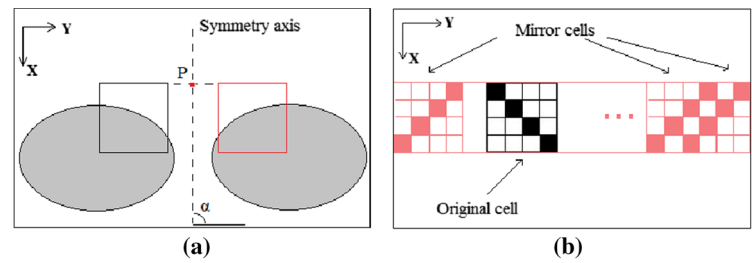 Symmetry axis
Y
X
P
α
(a)
Mirror cells
Y
X
Original cell
(b)